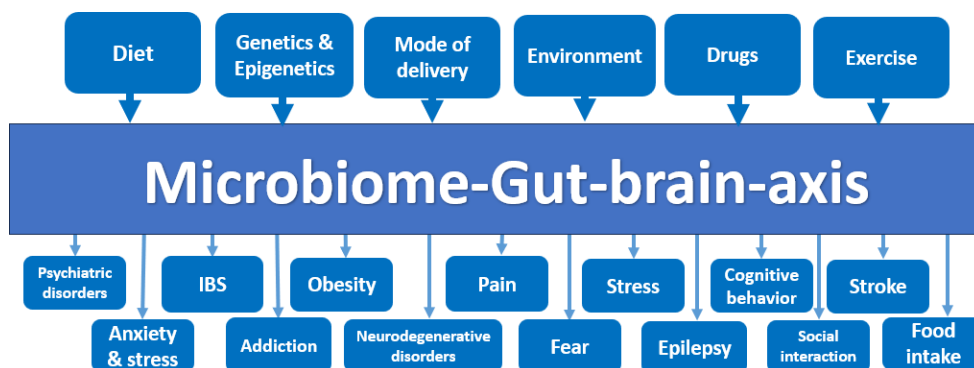 Diet
Genetics &
Epigenetics
Mode of
delivery
Environment
Drugs
Exercise
Microbiome-Gut-brain-axis
Psychiatric
disorders
IBS
Obesity
Pain
Stress
Cognitive
behavior
Stroke
Anxiety
& stress
Addiction
Neurodegenerative
disorders
Fear
Epilepsy
Social
interaction
Food
intake